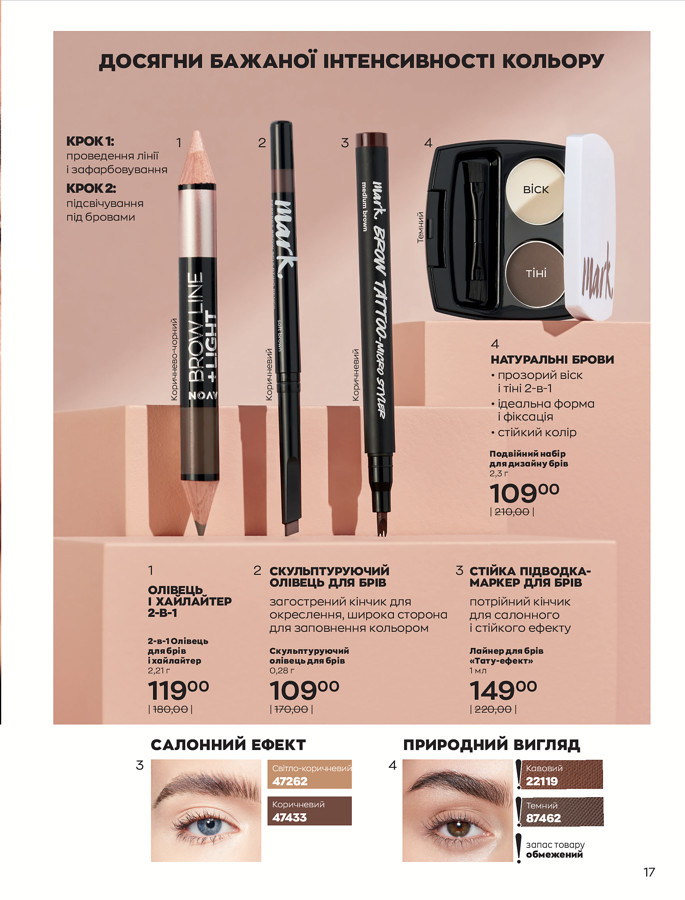 ДОСЯГНИ БАЖАНОЇ ІНТЕНСИВНОСТІ КОЛЬОРУ
КРОК 1:
проведення лінії
і зафарбовування
КРОК 2:
підсвічування
під бровами
1
2
3
4
Коричнево-чорний
BROW LINE
+ LIGHT
AVON
Коричневий
mark.
Коричневий
mark. BROW TATTOO-MICRO STYLER
medium brown
Темний
ВІСК
ТІНІ
mark.
4
НАТУРАЛЬНІ БРОВИ
• прозорий віск
і тіні 2-в-1
• ідеальна форма
і фіксація
• стійкий колір
Подвійний набір
для дизайну брів
2,3 г
10900
| 210,00 |
1
ОЛІВЕЦЬ
І ХАЙЛАЙТЕР
2-В-1
2-в-1 Олівець
для брів
і хайлайтер
2,21 г
11900
| 180,00 |
2 СКУЛЬПТУРУЮЧИЙ
ОЛІВЕЦЬ ДЛЯ БРІВ
загострений кінчик для
окреслення, широка сторона
для заповнення кольором
Скульптуруючий
олівець для брів
0,28 г
10900
| 170,00 |
3 СТІЙКА ПІДВОДКА-
МАРКЕР ДЛЯ БРІВ
потрійний кінчик
для салонного
і стійкого ефекту
Лайнер для брів
«Тату-ефект»
1 мл
14900
| 220,00 |
САЛОННИЙ ЕФЕКТ
3
Світло-коричневий
47262
Коричневий
47433
ПРИРОДНИЙ ВИГЛЯД
4
Кавовий
22119
Темний
87462
запас товару
обмежений
17